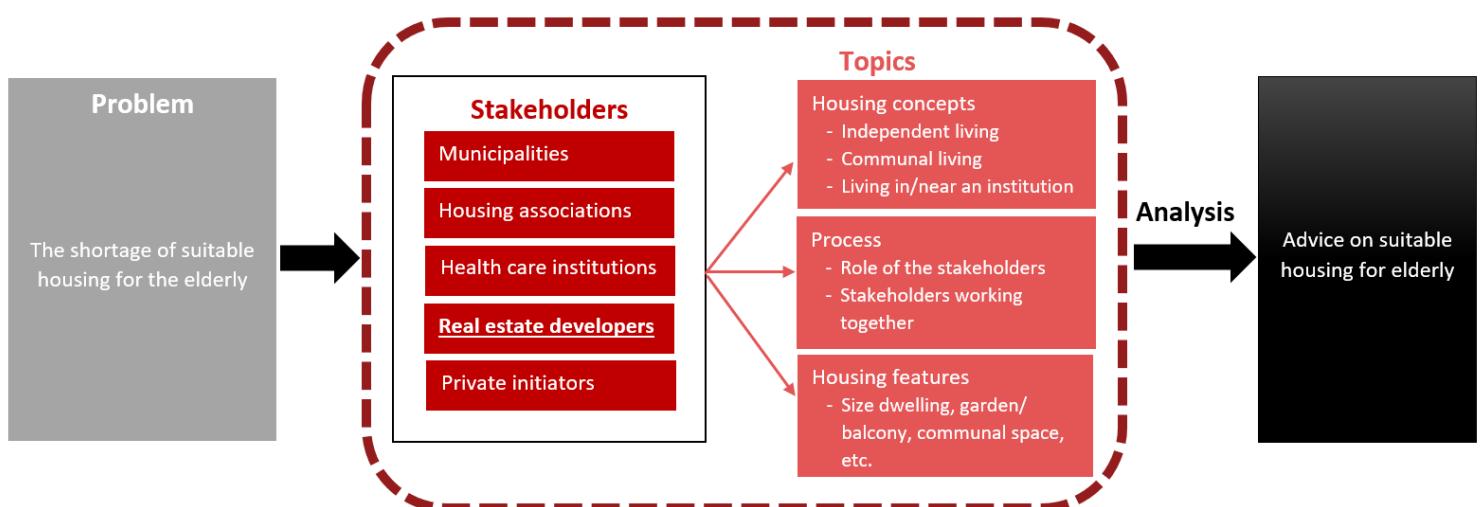 Problem
The shortage of suitable
housing for the elderly
Stakeholders
Municipalities
Housing associations
Health care institutions
Real estate developers
Private initiators
Topics
Housing concepts
- Independent living
- Communal living
- Living in/near an institution
Process
- Role of the stakeholders
- Stakeholders working
together
Housing features
- Size dwelling, garden/
balcony, communal space,
etc.
Analysis
Advice on suitable
housing for elderly